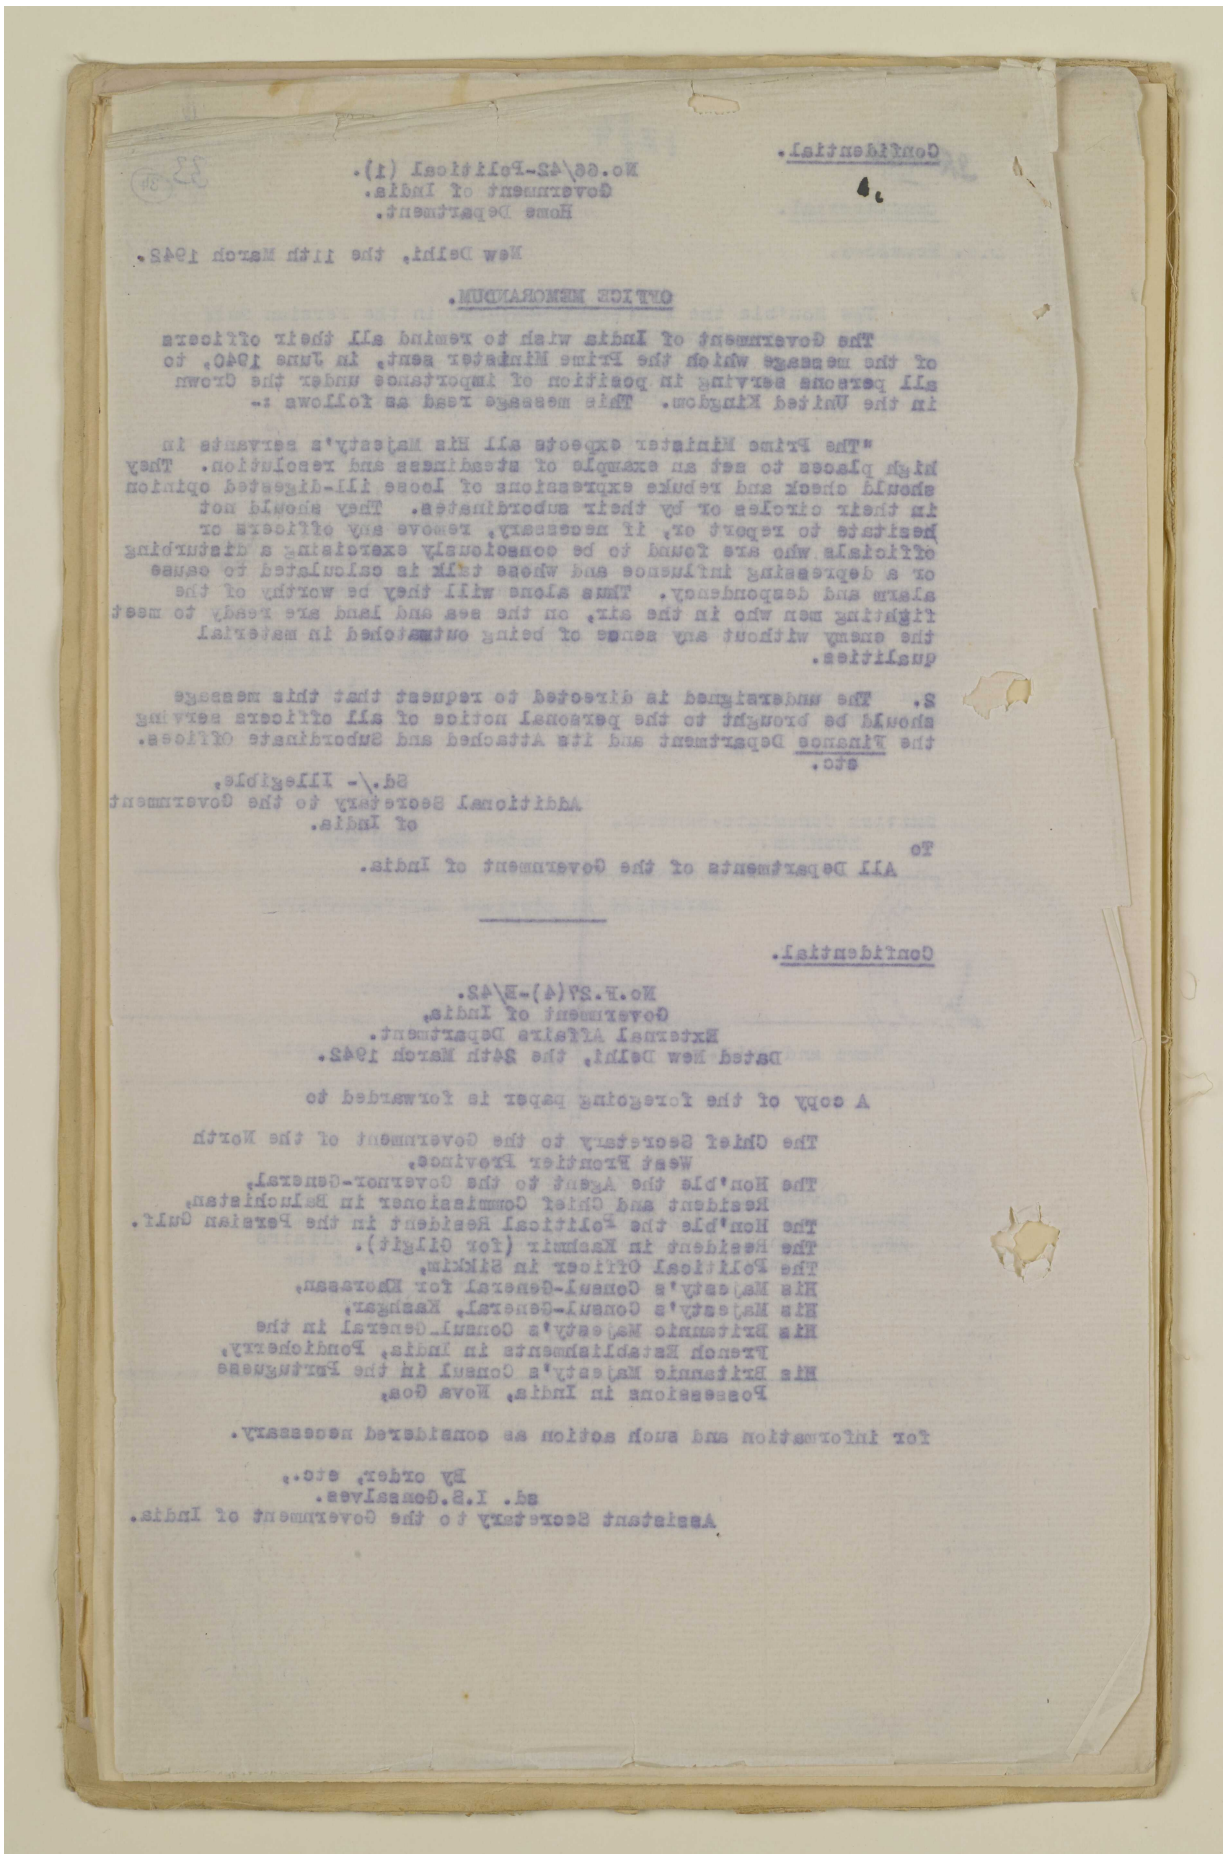 Confidential.
No.66/42-Political (1).
Government of India.
Home Department.
New Delhi, the 11th March 1942.
OFFICE MEMORANDUM.
The Government of India wish to remind all their officers
of the message which the Prime Minister sent, in June 1940, to
all persons serving in position of importance under the Crown
in the United Kingdom. This message read as follows :-
"The Prime Minister expects all His Majesty's servants in
high places to set an example of steadiness and resolution. They
should check and rebuke expressions of loose ill-digested opinion
in their circles or by their subordinates. They should not
hesitate to report or, if necessary, remove any officers or
officials who are found to be consciously exercising a disturbing
or a depressing influence and whose talk is calculated to cause
alarm and despondency. Thus alone will they be worthy of the
fighting men who in the air, on the sea and land are ready to meet
the enemy without any sense of being outmatched in material
qualities.
2. The undersigned is directed to request that this message
should be brought to the personal notice of all officers serving
the Finance Department and its Attached and Subordinate Offices.
etc.
Sd./- Illegible,
Additional Secretary to the Government
of India.
To
All Departments of the Government of India.
Confidential.
No.F.27(4)-E/42.
Government of India,
External Affairs Department.
Dated New Delhi, the 24th March 1942.
A copy of the foregoing paper is forwarded to
The Chief Secretary to the Government of the North
West Frontier Province,
The Hon'ble the Agent to the Governor-General,
Resident and Chief Commissioner in Baluchistan,
The Hon'ble the Political Resident in the Persian Gulf.
The Resident in Kashmir (for Gilgit).
The Political Officer in Sikkim,
His Majesty's Consul-General for Khorasan,
His Majesty's Consul-General, Kashgar,
His Britannic Majesty's Consul-General in the
French Establishments in India, Pondicherry,
His Britannic Majesty's Consul in the Portuguese
Possessions in India, Nova Goa,
for information and such action as considered necessary.
By order, etc.,
sd. I.S.Gonsalves.
Assistant Secretary to the Government of India.